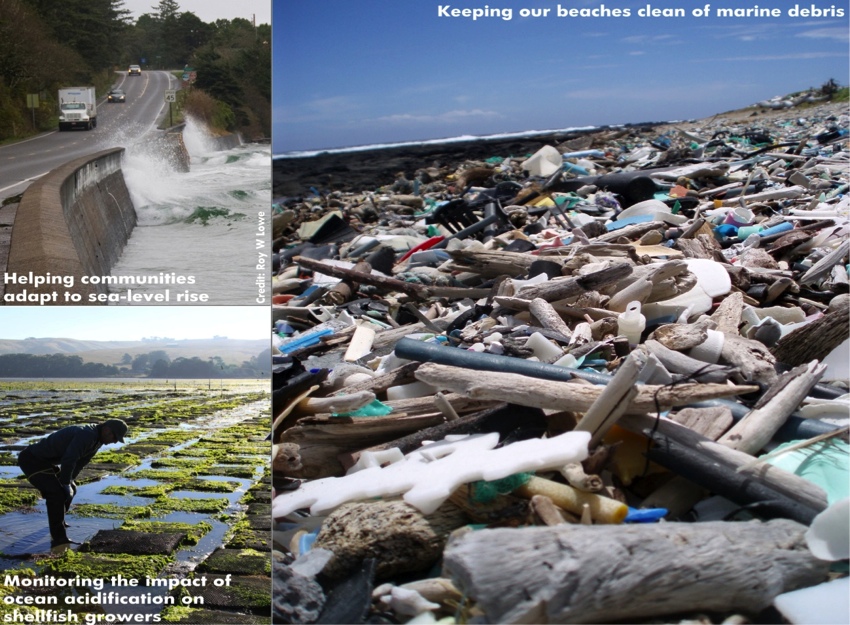 Keeping our beaches clean of marine debris
Helping communities
adapt to sea-level rise
Credit: Roy W Lowe
Monitoring the impact of
ocean acidification on
shellfish growers